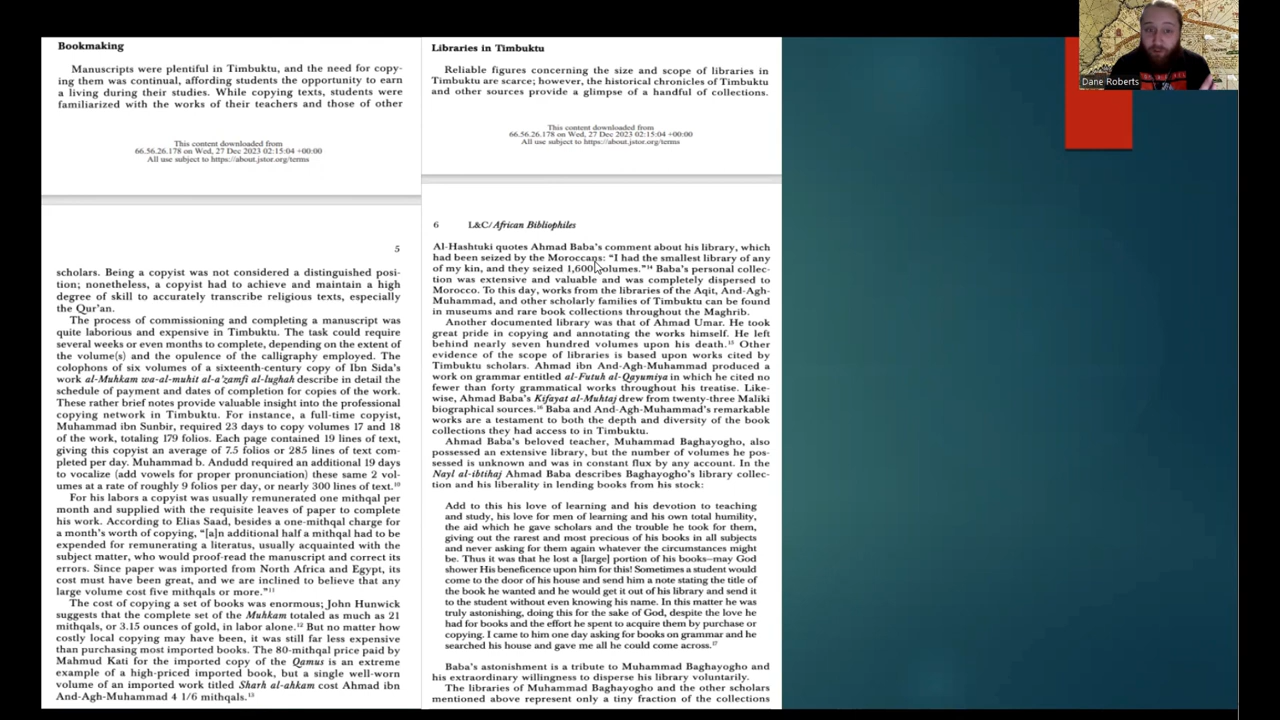 Bookmaking
Manuscripts were plentiful in Timbuktu, and the need for copy-
ing them was continual, affording students the opportunity to earn
a living during their studies. While copying texts, students were
familiarized with the works of their teachers and those of other
This content downloaded from
66.56.26.178 on Wed, 27 Dec 2023 02:15:04 +00:00
All use subject to https://about.jstor.org/terms
5
scholars. Being a copyist was not considered a distinguished posi-
tion; nonetheless, a copyist had to achieve and maintain a high
degree of skill to accurately transcribe religious texts, especially
the Qur'an.
The process of commissioning and completing a manuscript was
quite laborious and expensive in Timbuktu. The task could require
several weeks or even months to complete, depending on the extent of
the volume(s) and the opulence of the calligraphy employed. The
colophons of six volumes of a sixteenth-century copy of Ibn Sida's
work al-Muhkam wa-al-muhit al-a'zamfi al-lughah describe in detail the
schedule of payment and dates of completion for copies of the work.
These rather brief notes provide valuable insight into the professional
copying network in Timbuktu. For instance, a full-time copyist,
Muhammad ibn Sunbir, required 23 days to copy volumes 17 and 18
of the work, totaling 179 folios. Each page contained 19 lines of text,
giving this copyist an average of 7.5 folios or 285 lines of text com-
pleted per day. Muhammad b. Andudd required an additional 19 days
to vocalize (add vowels for proper pronunciation) these same 2 vol-
umes at a rate of roughly 9 folios per day, or nearly 300 lines of text.10
For his labors a copyist was usually remunerated one mithqal per
month and supplied with the requisite leaves of paper to complete
his work. According to Elias Saad, besides a one-mithqal charge for
a month's worth of copying, "[a]n additional half a mithqal had to be
expended for remunerating a literatus, usually acquainted with the
subject matter, who would proof-read the manuscript and correct its
errors. Since paper was imported from North Africa and Egypt, its
cost must have been great, and we are inclined to believe that any
large volume cost five mithqals or more."11
The cost of copying a set of books was enormous; John Hunwick
suggests that the complete set of the Muhkam totaled as much as 21
mithqals, or 3.15 ounces of gold, in labor alone.12 But no matter how
costly local copying may have been, it was still far less expensive
than purchasing most imported books. The 80-mithqal price paid by
Mahmud Kati for the imported copy of the Qamus is an extreme
example of a high-priced imported book, but a single well-worn
volume of an imported work titled Sharh al-ahkam cost Ahmad ibn
And-Agh-Muhammad 4 1/6 mithqals.13
Libraries in Timbuktu
Reliable figures concerning the size and scope of libraries in
Timbuktu are scarce; however, the historical chronicles of Timbuktu
and other sources provide a glimpse of a handful of collections.
This content downloaded from
66.56.26.178 on Wed, 27 Dec 2023 02:15:04 +00:00
All use subject to https://about.jstor.org/terms
6 L&C/African Bibliophiles
Al-Hashtuki quotes Ahmad Baba's comment about his library, which
had been seized by the Moroccans: "I had the smallest library of any
of my kin, and they seized 1,600 volumes."14 Baba's personal collec-
tion was extensive and valuable and was completely dispersed to
Morocco. To this day, works from the libraries of the Aqit, And-Agh-
Muhammad, and other scholarly families of Timbuktu can be found
in museums and rare book collections throughout the Maghrib.
Another documented library was that of Ahmad Umar. He took
great pride in copying and annotating the works himself. He left
behind nearly seven hundred volumes upon his death.15 Other
evidence of the scope of libraries is based upon works cited by
Timbuktu scholars. Ahmad ibn And-Agh-Muhammad produced a
work on grammar entitled al-Futuh al-Qayumiya in which he cited no
fewer than forty grammatical works throughout his treatise. Like-
wise, Ahmad Baba's Kifayat al-Muhtaj drew from twenty-three Maliki
biographical sources.16 Baba and And-Agh-Muhammad's remarkable
works are a testament to both the depth and diversity of the book
collections they had access to in Timbuktu.
Ahmad Baba's beloved teacher, Muhammad Baghayogho, also
possessed an extensive library, but the number of volumes he pos-
sessed is unknown and was in constant flux by any account. In the
Nayl al-ibtihaj Ahmad Baba describes Baghayogho's library collec-
tion and his liberality in lending books from his stock:
Add to this his love of learning and his devotion to teaching
and study, his love for men of learning and his own total humility,
the aid which he gave scholars and the trouble he took for them,
giving out the rarest and most precious of his books in all subjects
and never asking for them again whatever the circumstances might
be. Thus it was that he lost a [large] portion of his books—may God
shower His beneficence upon him for this! Sometimes a student would
come to the door of his house and send him a note stating the title of
the book he wanted and he would get it out of his library and send it
to the student without even knowing his name. In this matter he was
truly astonishing, doing this for the sake of God, despite the love he
had for books and the effort he spent to acquire them by purchase or
copying. I came to him one day asking for books on grammar and he
searched his house and gave me all he could come across.17
Baba's astonishment is a tribute to Muhammad Baghayogho and
his extraordinary willingness to disperse his library voluntarily.
The libraries of Muhammad Baghayogho and the other scholars
mentioned above represent only a tiny fraction of the collections
Dane Roberts